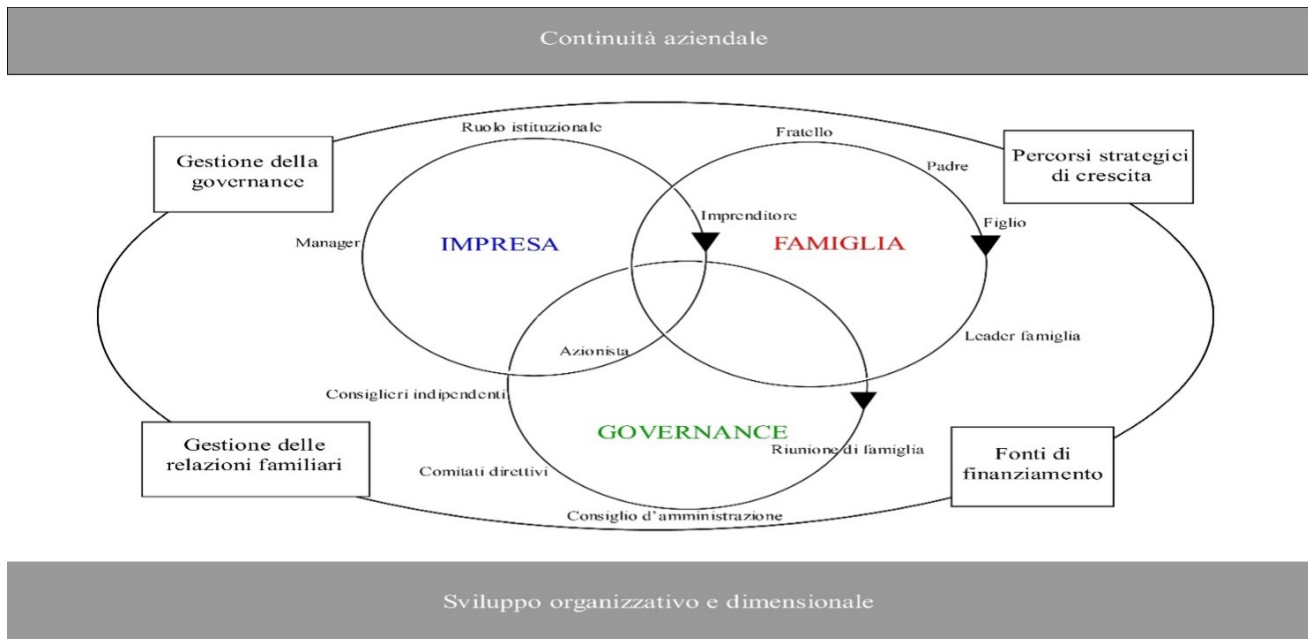 Continuità aziendale
Ruolo istituzionale
Fratello
Gestione della
governance
Percorsi strategici
di crescita
Padre
Imprenditore
Figlio
Manager
IMPRESA
FAMIGLIA
Leader famiglia
Azionista
Consiglieri indipendenti
GOVERNANCE
Gestione delle
relazioni familiari
Riunione di famiglia
Fonti di
finanziamento
Comitati direttivi
Consiglio d'amministrazione
Sviluppo organizzativo e dimensionale